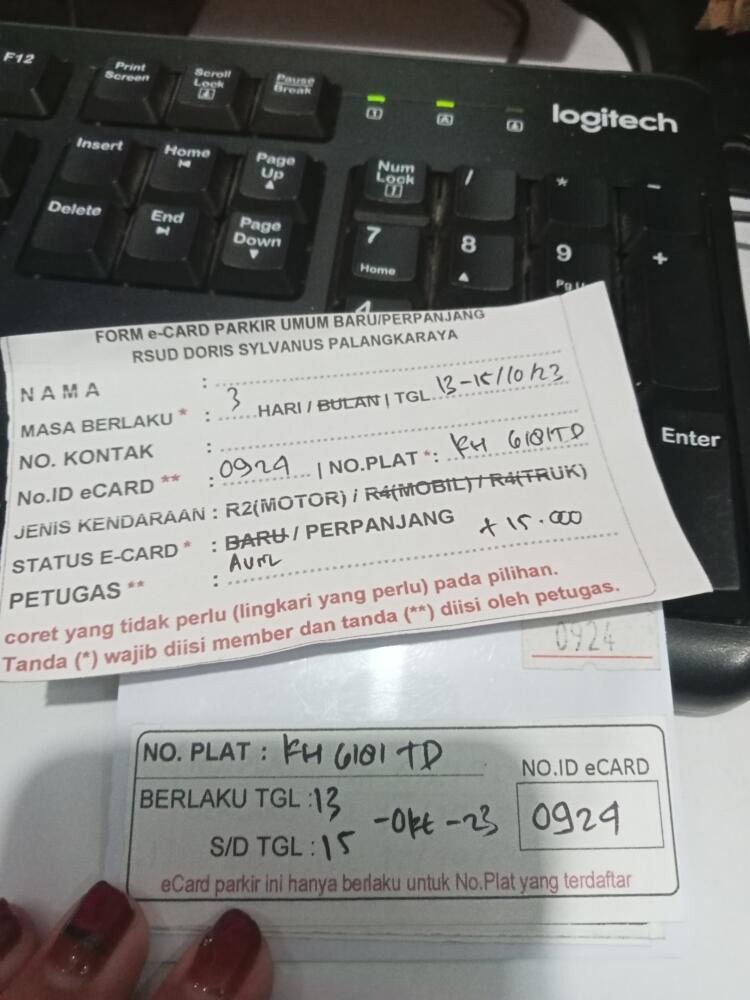 F12
Print Screen
Scroll Lock
Pause Break
logitech
Insert
Home
Page Up
Num Lock
/
*
-
Delete
End
Page Down
7 Home
8
9
+
Enter
FORM e-CARD PARKIR UMUM BARU/PERPANJANG
RSUD DORIS SYLVANUS PALANGKARAYA
NAMA :
MASA BERLAKU * : 3 HARI / BULAN | TGL 13-15/10/23
NO. KONTAK :
No.ID eCARD ** : 0924 | NO.PLAT *: KH 6181 TD
JENIS KENDARAAN : R2(MOTOR) / R4(MOBIL) / R4(TRUK)
STATUS E-CARD * : BARU / PERPANJANG + 15.000
PETUGAS ** :
coret yang tidak perlu (lingkari yang perlu) pada pilihan.
Tanda (*) wajib diisi member dan tanda (**) diisi oleh petugas.
0924
NO. PLAT : KH 6181 TD
NO.ID eCARD
BERLAKU TGL : 13
-Okt-23
0924
S/D TGL : 15
eCard parkir ini hanya berlaku untuk No.Plat yang terdaftar